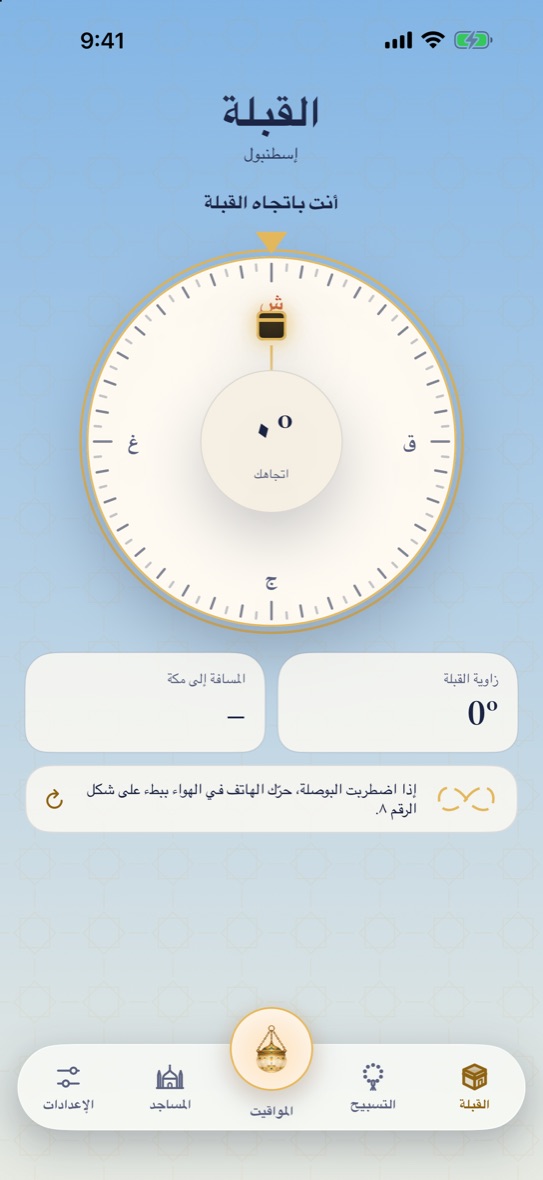 9:41
القبلة
إسطنبول
أنت باتجاه القبلة
ش
غ
ق
٠°
اتجاهك
ج
زاوية القبلة
0°
المسافة إلى مكة
—
إذا اضطربت البوصلة، حرّك الهاتف في الهواء ببطء على شكل
الرقم ٨.
القبلة
التسبيح
المواقيت
المساجد
الإعدادات